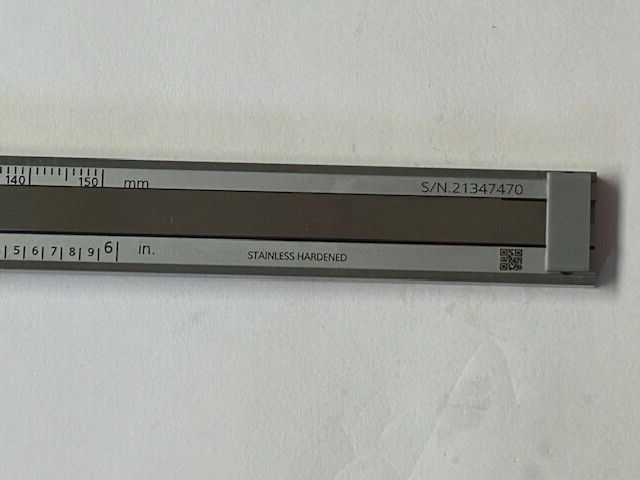 140 150 mm S/N.21347470
5 6 7 8 9 6 in. STAINLESS HARDENED